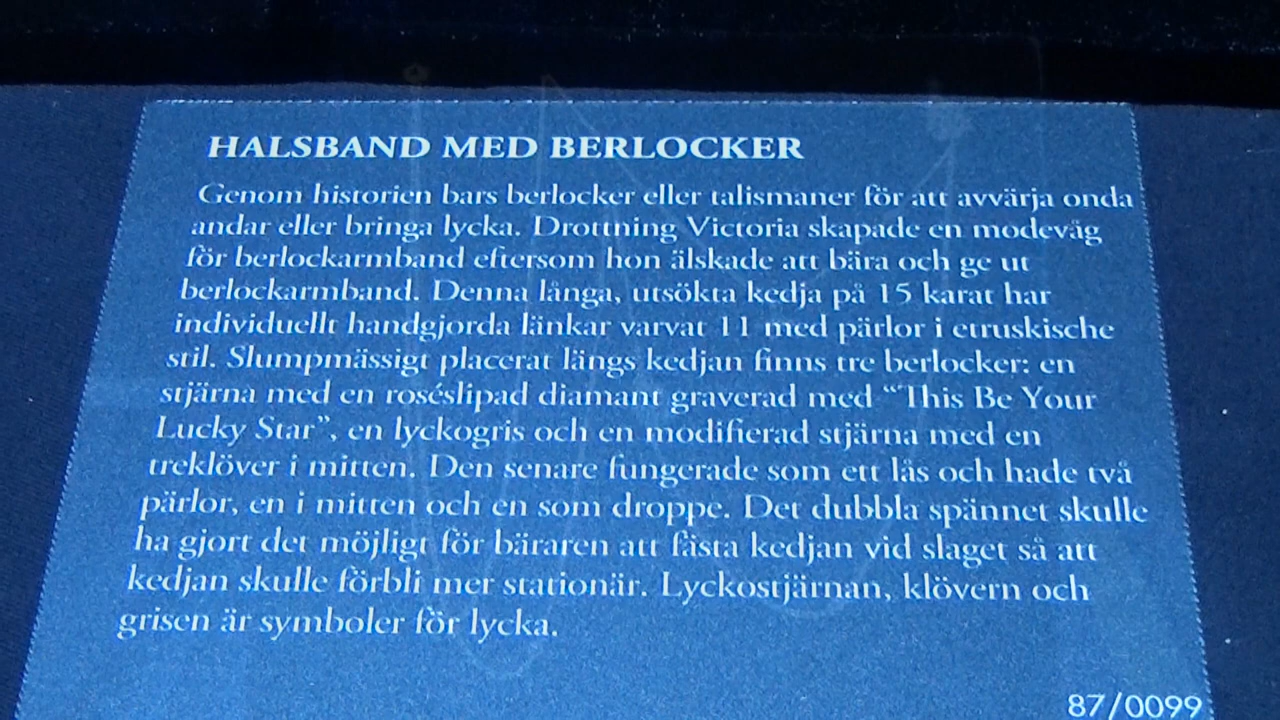 HALSBAND MED BERLOCKER
Genom historien bars berlocker eller talismaner för att avvärja onda
andar eller bringa lycka. Drottning Victoria skapade en modevåg
för berlockarmband eftersom hon älskade att bära och ge ut
berlockarmband. Denna långa, utsökta kedja på 15 karat har
individuellt handgjorda länkar varvat 11 med pärlor i etruskische
stil. Slumpmässigt placerat längs kedjan finns tre berlocker: en
stjärna med en roséslipad diamant graverad med “This Be Your
Lucky Star”, en lyckogris och en modifierad stjärna med en
treklöver i mitten. Den senare fungerade som ett lås och hade två
pärlor, en i mitten och en som droppe. Det dubbla spännet skulle
ha gjort det möjligt för bäraren att fästa kedjan vid slaget så att
kedjan skulle förbli mer stationär. Lyckostjärnan, klövern och
grisen är symboler för lycka.
87/0099